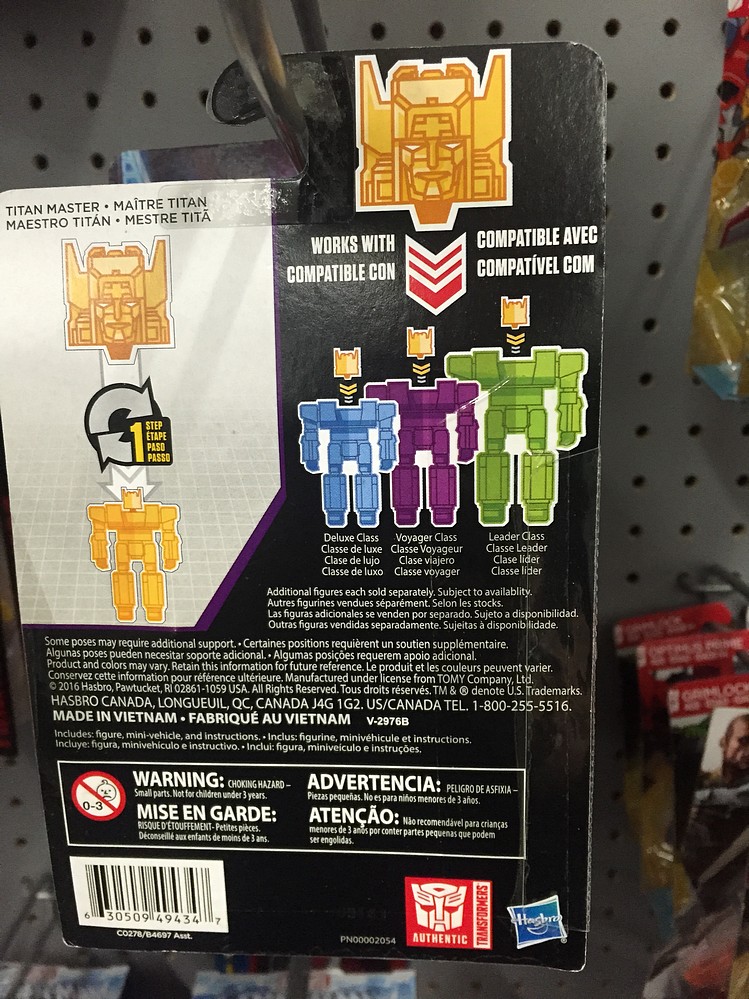 TITAN MASTER • MAÎTRE TITAN
MAESTRO TITÁN • MESTRE TITÃ
WORKS WITH
COMPATIBLE CON
COMPATIBLE AVEC
COMPATÍVEL COM
1
STEP
ÉTAPE
PASO
PASSO
Deluxe Class
Classe de luxe
Clase de lujo
Classe de luxo
Voyager Class
Classe Voyageur
Clase viajero
Classe voyager
Leader Class
Classe Leader
Clase líder
Classe líder
Additional figures each sold separately. Subject to availablity.
Autres figurines vendues séparément. Selon les stocks.
Las figuras adicionales se venden por separado. Sujeto a disponibilidad.
Outras figuras vendidas separadamente. Sujeitas à disponibilidade.
Some poses may require additional support. • Certaines positions requièrent un soutien supplémentaire.
Algunas poses pueden necesitar soporte adicional. • Algumas posições requerem apoio adicional.
Product and colors may vary. Retain this information for future reference. Le produit et les couleurs peuvent varier.
Conservez cette information pour référence ultérieure. Manufactured under license from TOMY Company, Ltd.
© 2016 Hasbro, Pawtucket, RI 02861-1059 USA. All Rights Reserved. Tous droits réservés. TM & ® denote U.S. Trademarks.
HASBRO CANADA, LONGUEUIL, QC, CANADA J4G 1G2. US/CANADA TEL. 1-800-255-5516.
MADE IN VIETNAM • FABRIQUÉ AU VIETNAM V-2976B
Includes: figure, mini-vehicle, and instructions. • Inclus: figurine, minivéhicule et instructions.
Incluye: figura, minivehículo e instructivo. • Inclui: figura, miniveículo e instruções.
0-3
WARNING: CHOKING HAZARD –
Small parts. Not for children under 3 years.
MISE EN GARDE:
RISQUE D'ÉTOUFFEMENT- Petites pièces.
Déconseillé aux enfants de moins de 3 ans.
ADVERTENCIA: PELIGRO DE ASFIXIA –
Piezas pequeñas. No es para niños menores de 3 años.
ATENÇÃO: Não recomendável para crianças
menores de 3 anos por conter partes pequenas que podem
ser engolidas.
6 30509 49434 7
C0278/B4697 Asst.
PN00002054
AUTHENTIC
TRANSFORMERS
Hasbro
GRIMLOCK